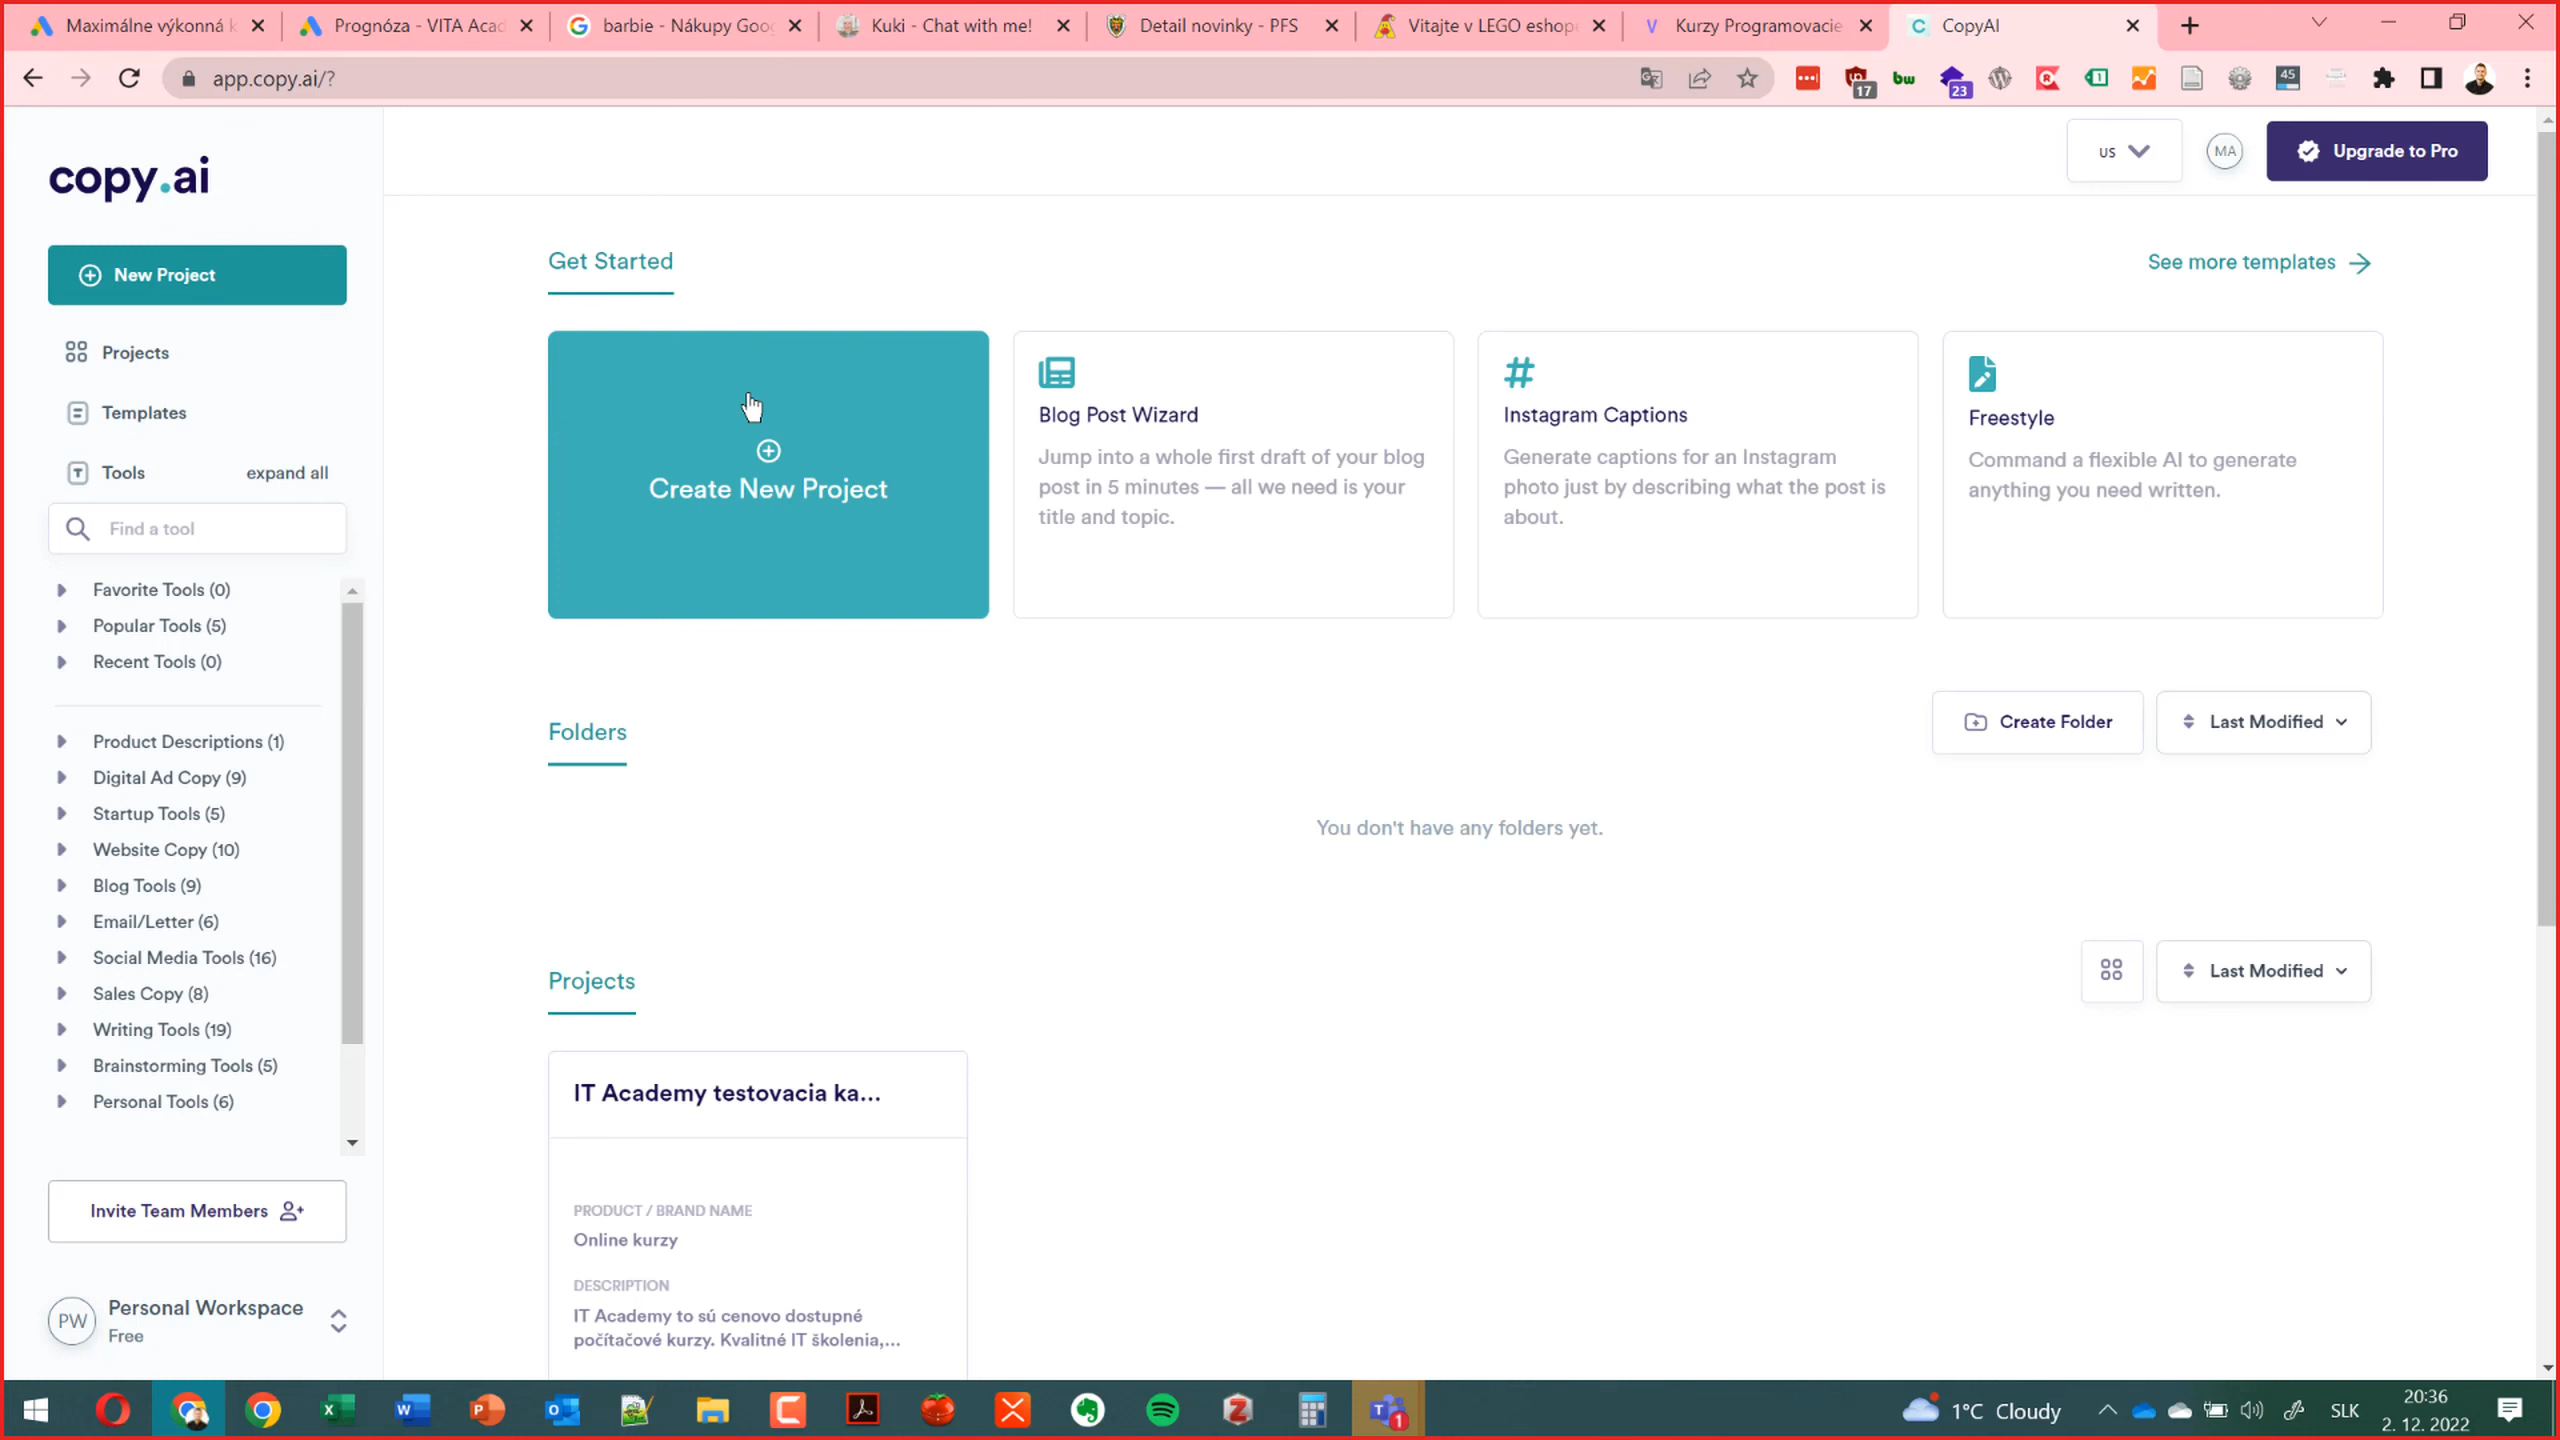 Maximálne výkonná k
Prognóza - VITA Acad
barbie - Nákupy Goog
Kuki - Chat with me!
Detail novinky - PFS
Vitajte v LEGO eshope
Kurzy Programovacie
CopyAI
app.copy.ai/?
17
bw
23
1
45
copy.ai
US
MA
Upgrade to Pro
New Project
Projects
Templates
Tools
expand all
Find a tool
Favorite Tools (0)
Popular Tools (5)
Recent Tools (0)
Product Descriptions (1)
Digital Ad Copy (9)
Startup Tools (5)
Website Copy (10)
Blog Tools (9)
Email/Letter (6)
Social Media Tools (16)
Sales Copy (8)
Writing Tools (19)
Brainstorming Tools (5)
Personal Tools (6)
Invite Team Members
PW
Personal Workspace
Free
Get Started
See more templates
Create New Project
Blog Post Wizard
Jump into a whole first draft of your blog
post in 5 minutes — all we need is your
title and topic.
Instagram Captions
Generate captions for an Instagram
photo just by describing what the post is
about.
Freestyle
Command a flexible AI to generate
anything you need written.
Folders
Create Folder
Last Modified
You don't have any folders yet.
Projects
Last Modified
IT Academy testovacia ka...
PRODUCT / BRAND NAME
Online kurzy
DESCRIPTION
IT Academy to sú cenovo dostupné
počítačové kurzy. Kvalitné IT školenia,...
1°C Cloudy
SLK
20:36
2. 12. 2022